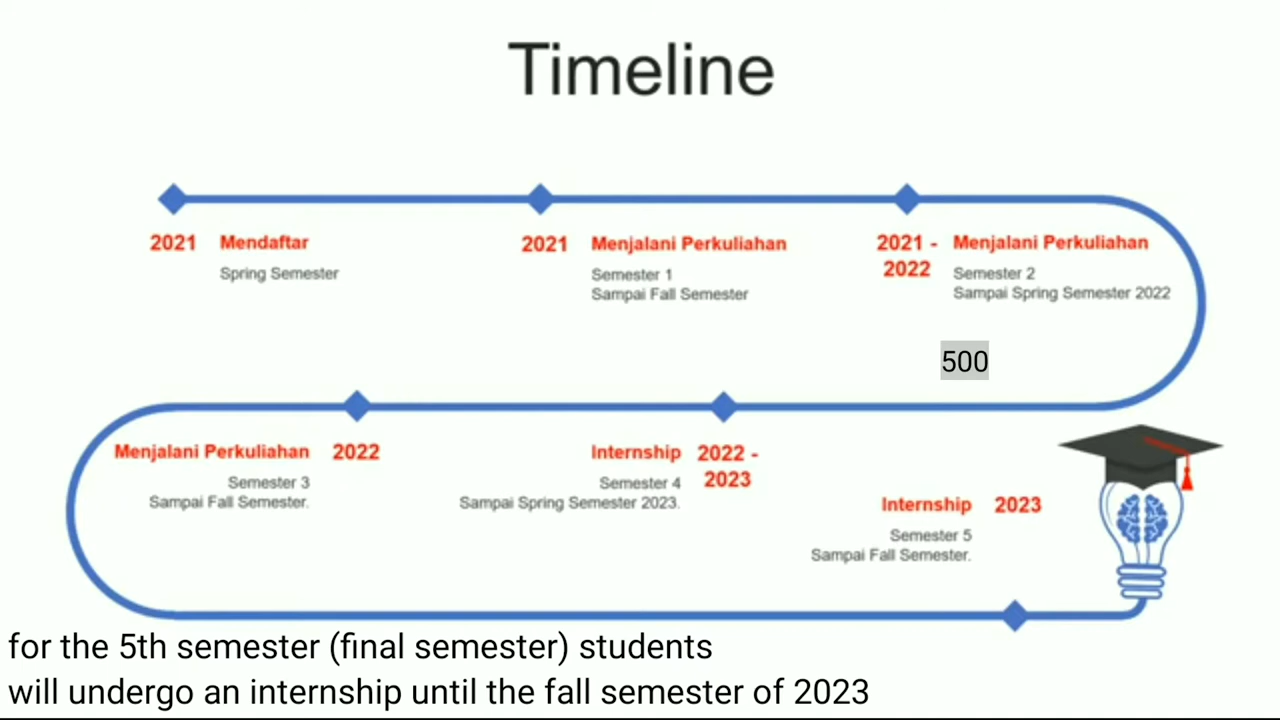 Timeline
2021 Mendaftar
Spring Semester
2021 Menjalani Perkuliahan
Semester 1
Sampai Fall Semester
2021 - 2022 Menjalani Perkuliahan
Semester 2
Sampai Spring Semester 2022
500
Menjalani Perkuliahan 2022
Semester 3
Sampai Fall Semester.
Internship 2022 - 2023
Semester 4
Sampai Spring Semester 2023.
Internship 2023
Semester 5
Sampai Fall Semester.
for the 5th semester (final semester) students
will undergo an internship until the fall semester of 2023